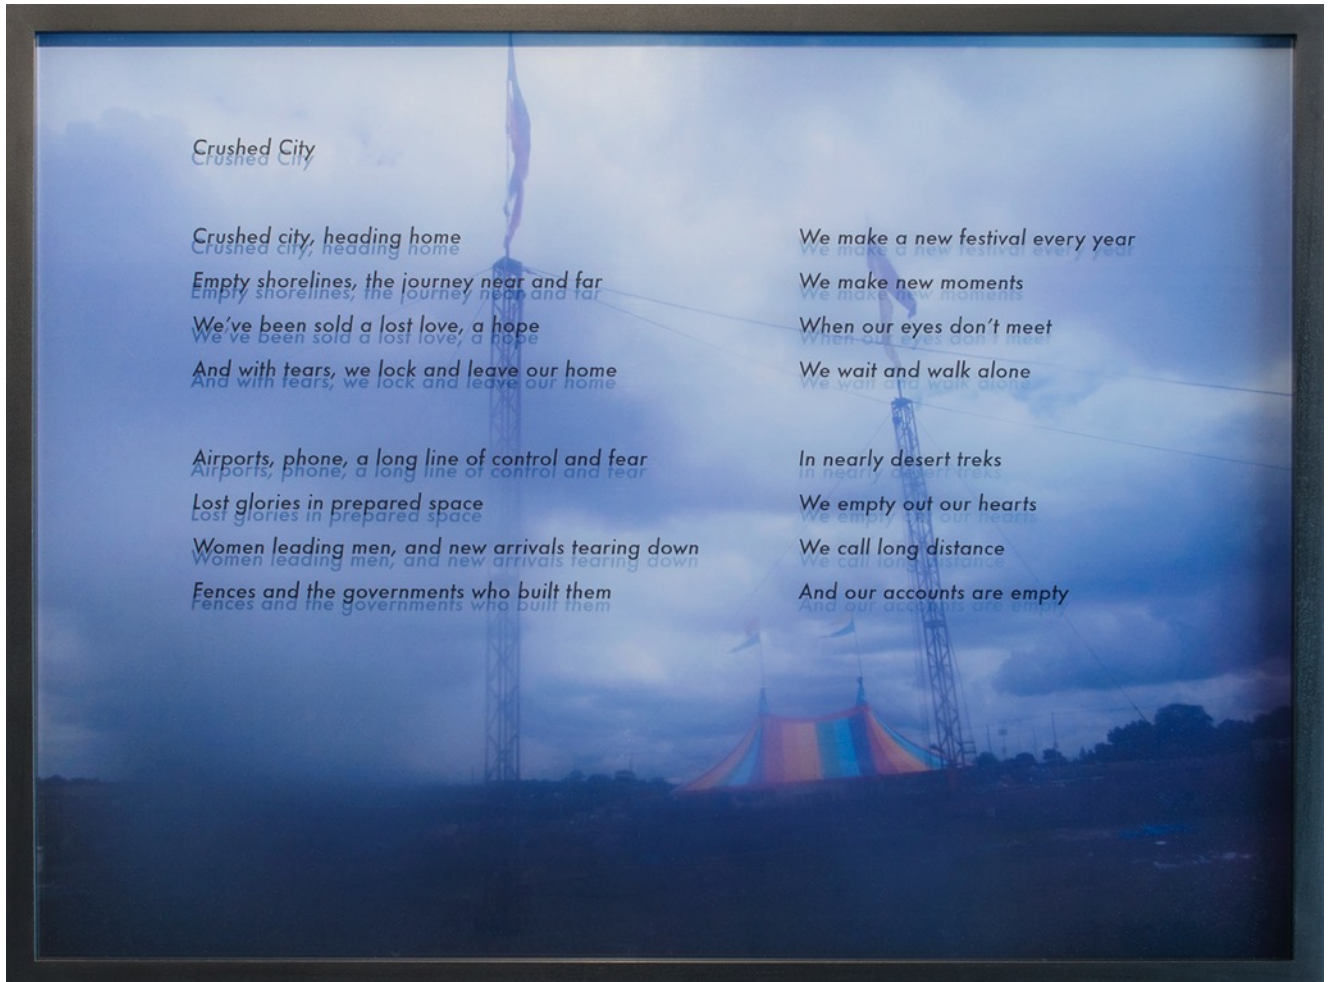 Crushed City
Crushed city, heading home
Empty shorelines, the journey near and far
We've been sold a lost love, a hope
And with tears, we lock and leave our home
Airports, phone, a long line of control and fear
Lost glories in prepared space
Women leading men, and new arrivals tearing down
Fences and the governments who built them
We make a new festival every year
We make new moments
When our eyes don't meet
We wait and walk alone
In nearly desert treks
We empty out our hearts
We call long distance
And our accounts are empty